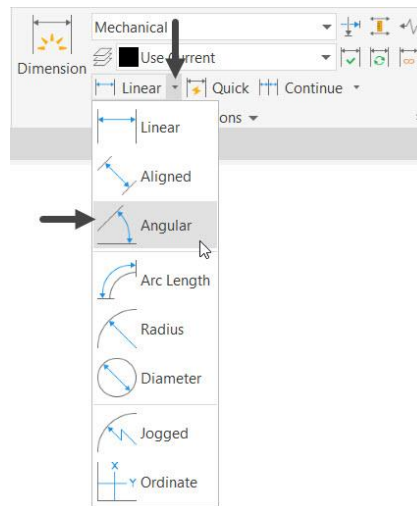 Mechanical
Dimension
Use Current
Linear Quick Continue
ons
Linear
Aligned
Angular
Arc Length
Radius
Diameter
Jogged
X
Y Ordinate